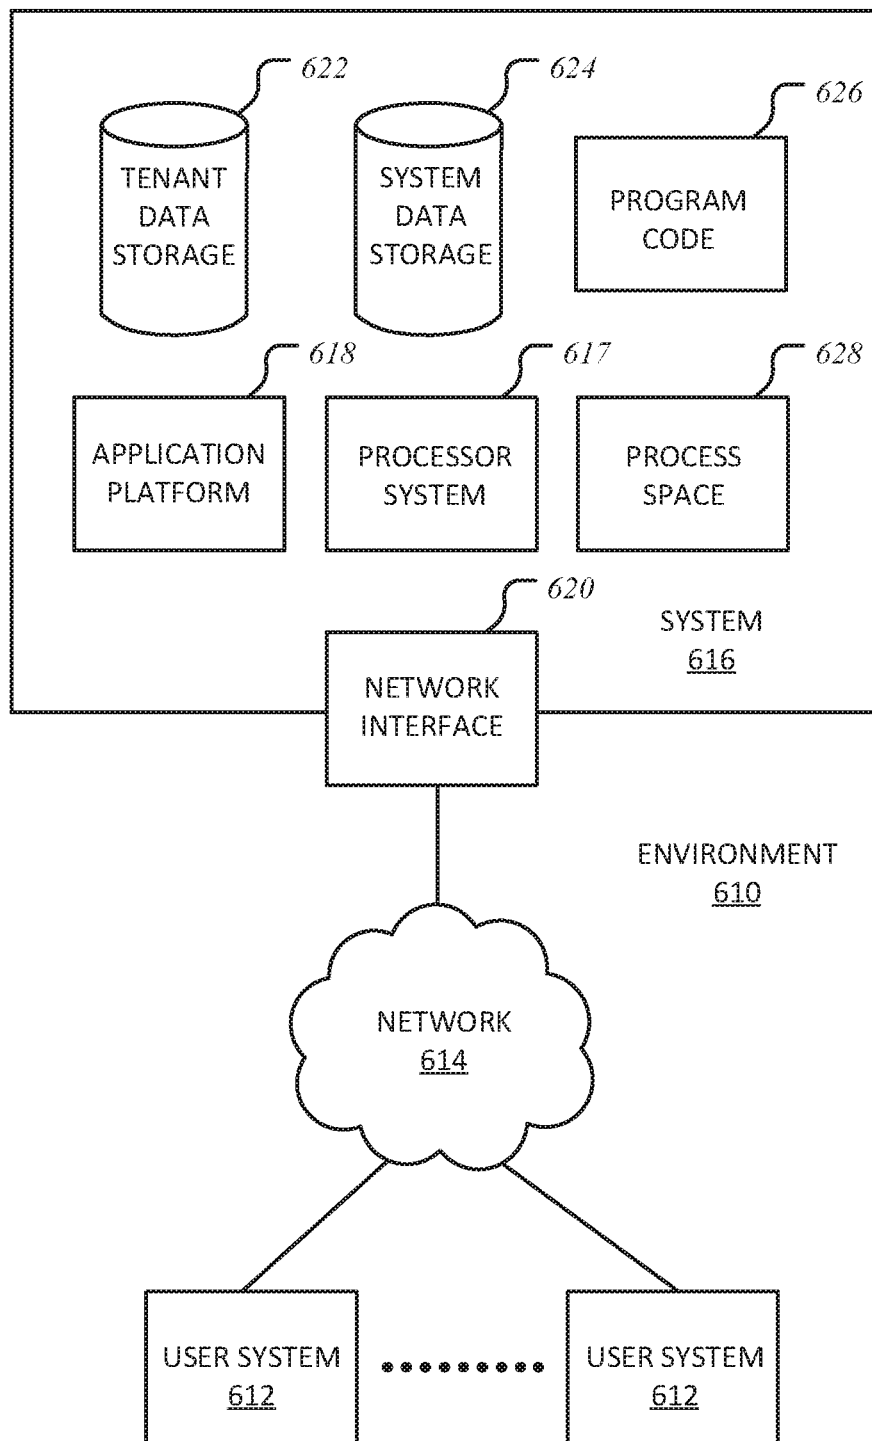 622
624
626
TENANT
DATA
STORAGE
SYSTEM
DATA
STORAGE
PROGRAM
CODE
618
617
628
APPLICATION
PLATFORM
PROCESSOR
SYSTEM
PROCESS
SPACE
620
SYSTEM
616
NETWORK
INTERFACE
ENVIRONMENT
610
NETWORK
614
USER SYSTEM
612
USER SYSTEM
612